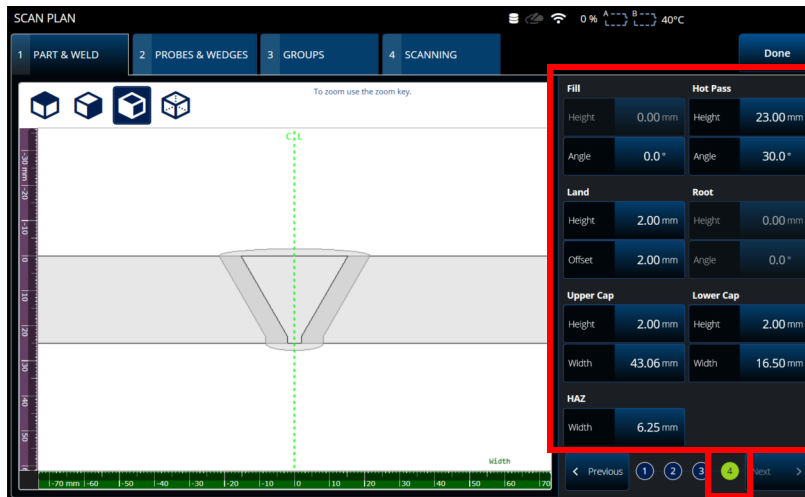 SCAN PLAN
0 % A B 40°C
1 PART & WELD 2 PROBES & WEDGES 3 GROUPS 4 SCANNING Done
To zoom use the zoom key.
C L
Width
-30 mm -20 -10 0 10 20 30 40 50
-70 mm -60 -50 -40 -30 -20 -10 0 10 20 30 40 50 60 70
Fill Hot Pass
Height 0.00 mm Height 23.00 mm
Angle 0.0 ° Angle 30.0 °
Land Root
Height 2.00 mm Height 0.00 mm
Offset 2.00 mm Angle 0.0 °
Upper Cap Lower Cap
Height 2.00 mm Height 2.00 mm
Width 43.06 mm Width 16.50 mm
HAZ
Width 6.25 mm
< Previous 1 2 3 4 Next >